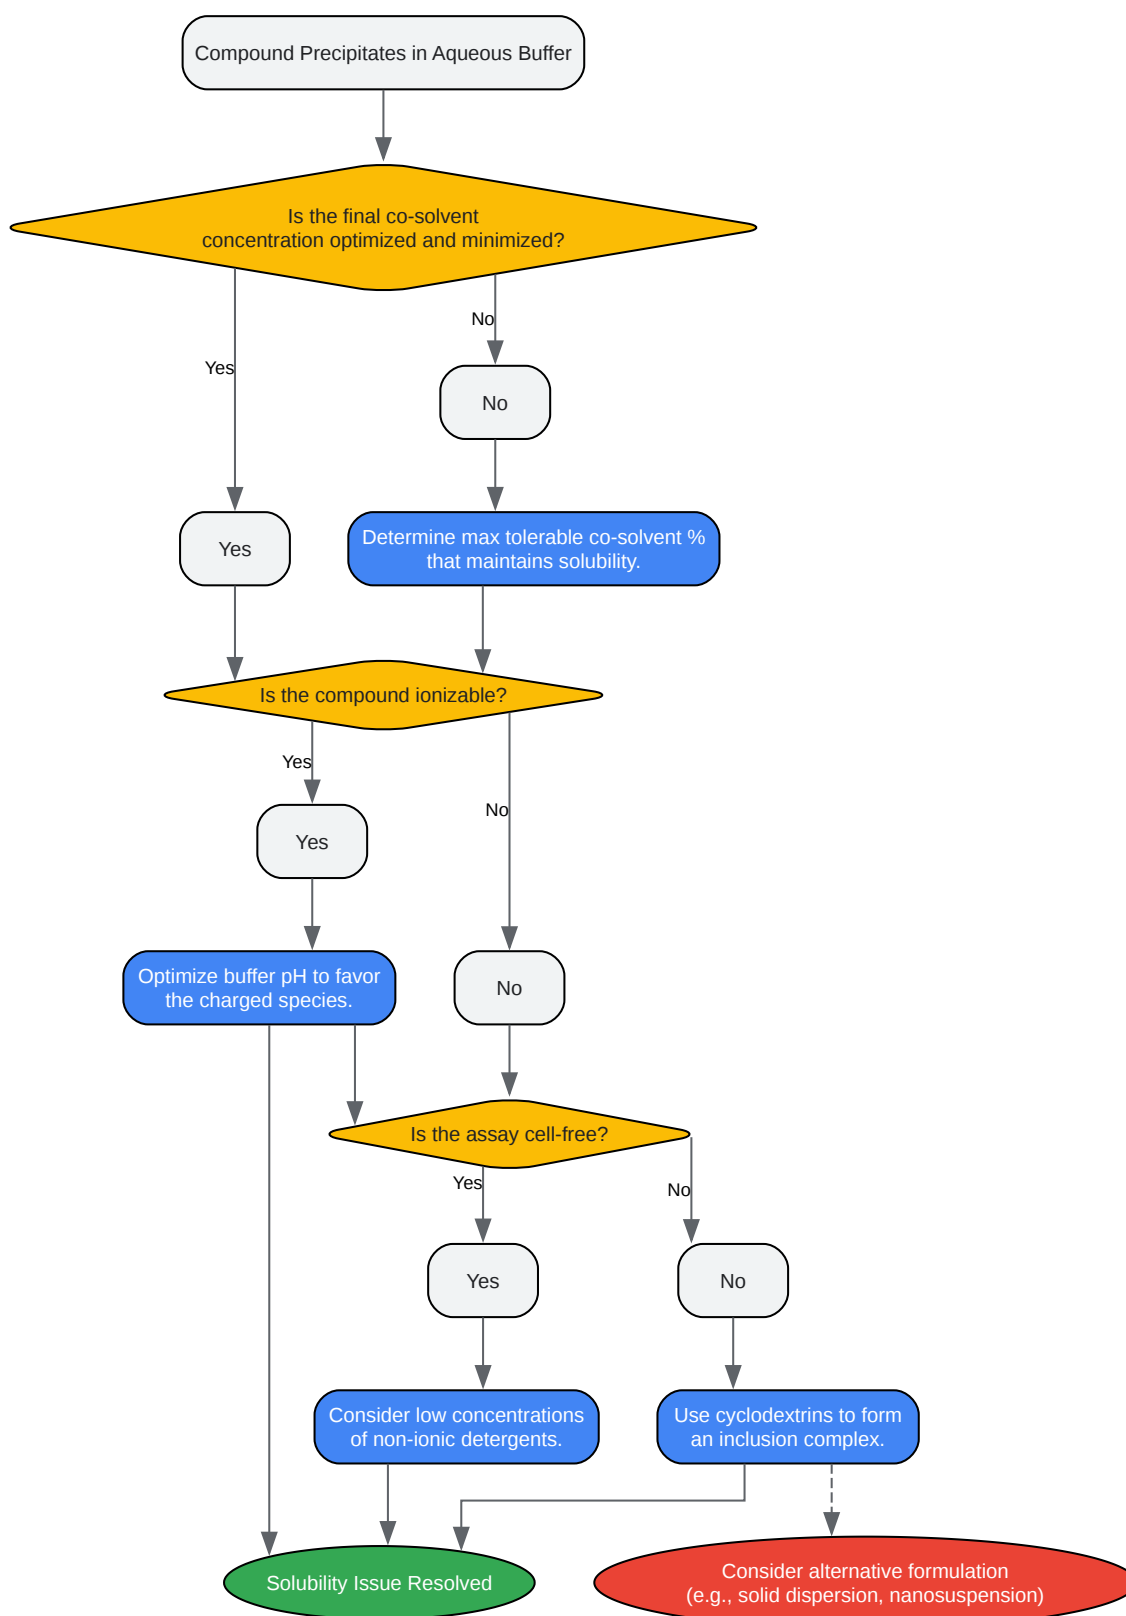 Compound Precipitates in Aqueous Buffer
Is the final co-solvent
concentration optimized and minimized?
No
Yes
No
Yes
Determine max tolerable co-solvent %
that maintains solubility.
Is the compound ionizable?
Yes
No
Yes
Optimize buffer pH to favor
the charged species.
No
Is the assay cell-free?
Yes
No
Yes
No
Consider low concentrations
of non-ionic detergents.
Use cyclodextrins to form
an inclusion complex.
Solubility Issue Resolved
Consider alternative formulation
(e.g., solid dispersion, nanosuspension)